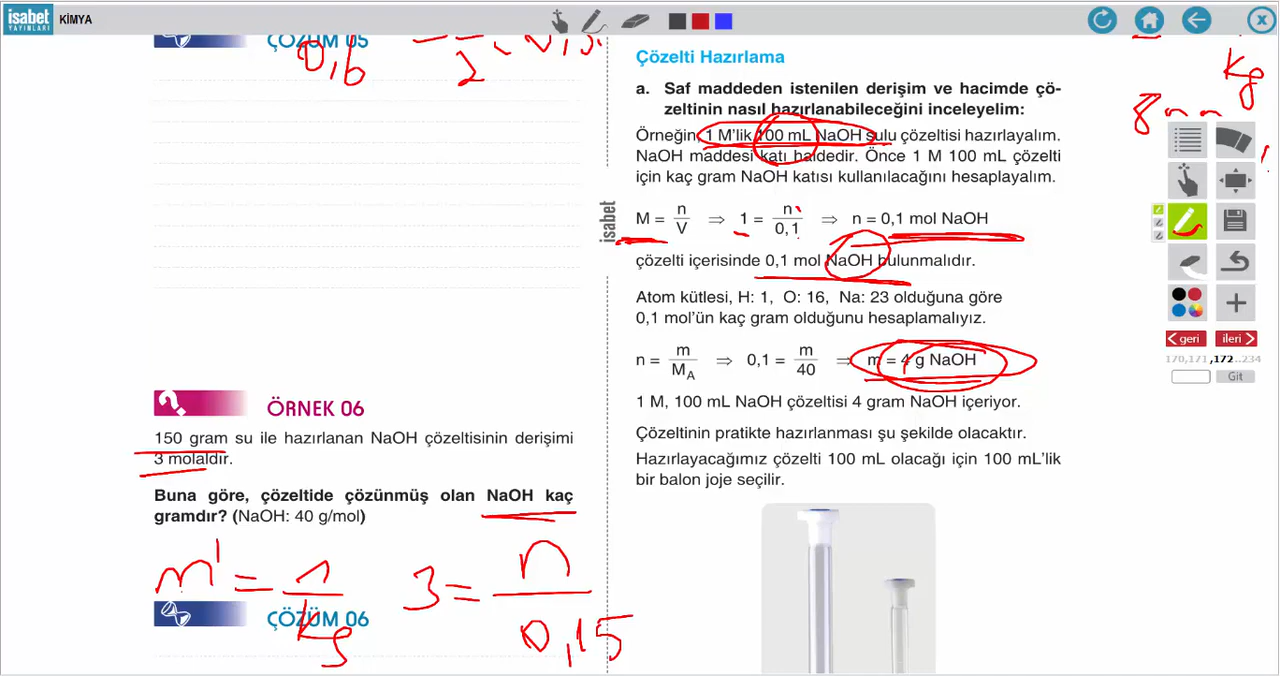 isabet
YAYINLARI
KİMYA
ÇÖZÜM 05
0,6
2
ÖRNEK 06
150 gram su ile hazırlanan NaOH çözeltisinin derişimi
3 molaldır.
Buna göre, çözeltide çözünmüş olan NaOH kaç
gramdır? (NaOH: 40 g/mol)
m' = n / kg
3 = n / 0,15
ÇÖZÜM 06
isabet
Çözelti Hazırlama
a. Saf maddeden istenilen derişim ve hacimde çö-
zeltinin nasıl hazırlanabileceğini inceleyelim:
Örneğin, 1 M'lik 100 mL NaOH sulu çözeltisi hazırlayalım.
NaOH maddesi katı haldedir. Önce 1 M 100 mL çözelti
için kaç gram NaOH katısı kullanılacağını hesaplayalım.
M = n / V ⇒ 1 = n / 0,1 ⇒ n = 0,1 mol NaOH
çözelti içerisinde 0,1 mol NaOH bulunmalıdır.
Atom kütlesi, H: 1, O: 16, Na: 23 olduğuna göre
0,1 mol'ün kaç gram olduğunu hesaplamalıyız.
n = m / MA ⇒ 0,1 = m / 40 ⇒ m = 4 g NaOH
1 M, 100 mL NaOH çözeltisi 4 gram NaOH içeriyor.
Çözeltinin pratikte hazırlanması şu şekilde olacaktır.
Hazırlayacağımız çözelti 100 mL olacağı için 100 mL'lik
bir balon joje seçilir.
kg
geri
ileri
170,171,172..234
Git